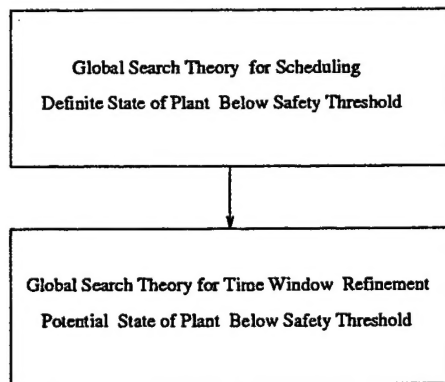 Global Search Theory for Scheduling
Definite State of Plant Below Safety Threshold
Global Search Theory for Time Window Refinement
Potential State of Plant Below Safety Threshold